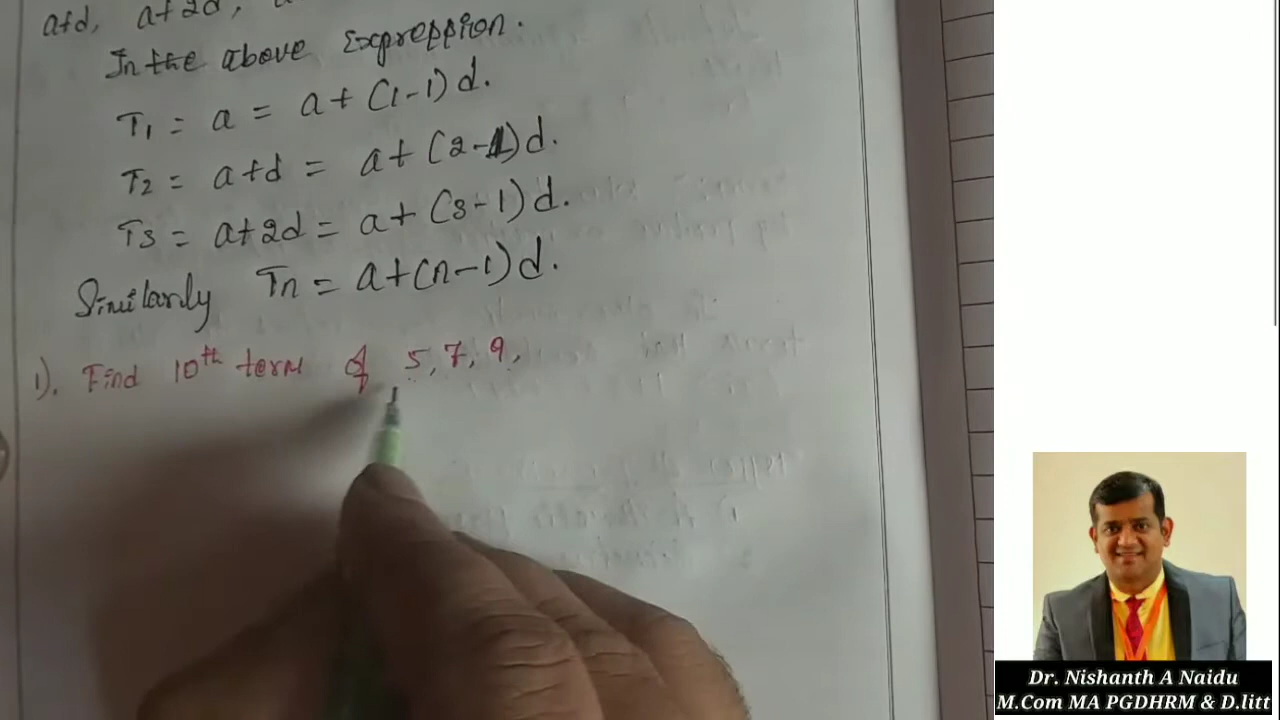 a+d, a+2d,
In the above Expreppion.
T1 = a = a + (1-1) d.
T2 = a+d = a + (2-1)d.
T3 = a+2d = a + (3-1) d.
Similarly Tn = a+(n-1)d.
1). Find 10th term of 5, 7, 9,
Dr. Nishanth A Naidu
M.Com MA PGDHRM & D.litt